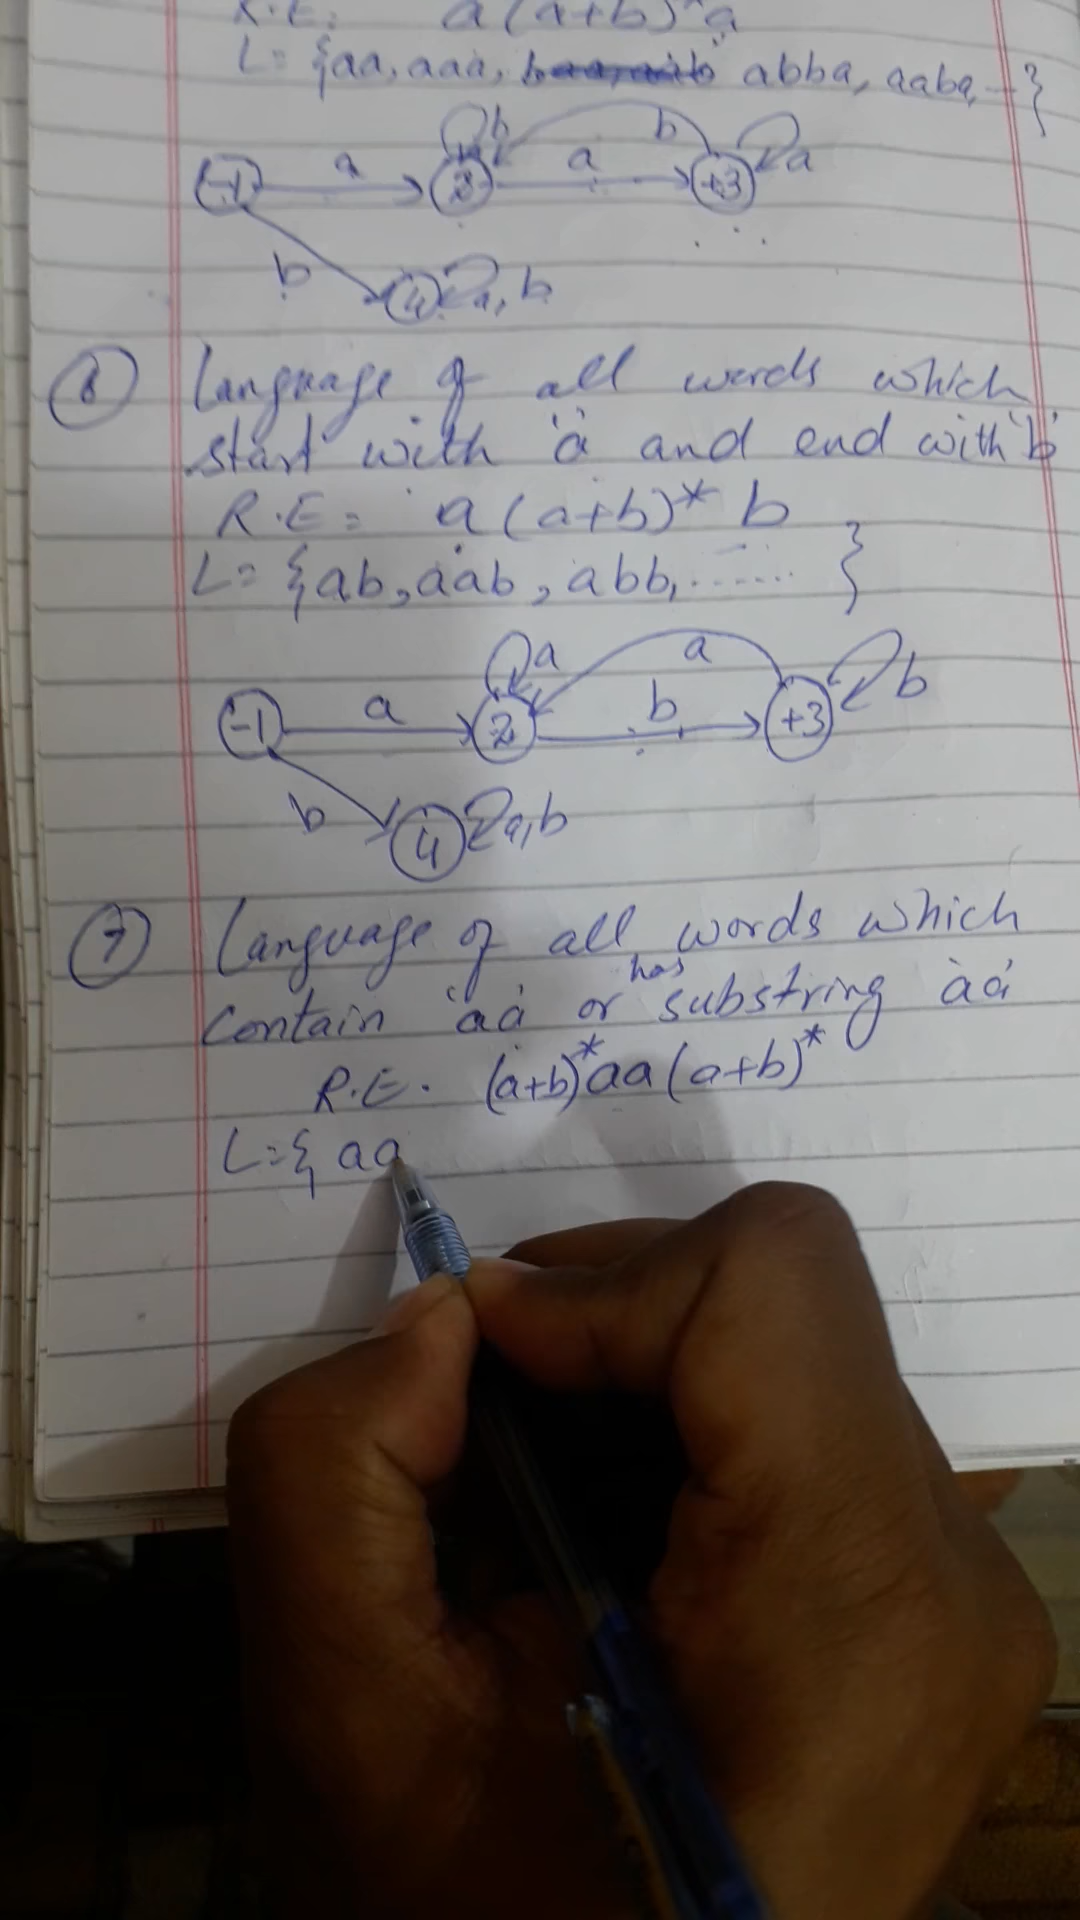 R.E: a(a+b)*a
L= {aa, aaa, abba, aaba, --}
-1 a 2 b a b +3 a
b 4 a, b
6 Language of all words which
start with 'a' and end with 'b'
R.E= a(a+b)* b
L= {ab, aab, abb, ...... }
-1 a 2 a b a +3 b
b 4 a,b
7 Language of all words which
contain 'aa' or has substring 'aa'
R.E. (a+b)*aa(a+b)*
L={ aa